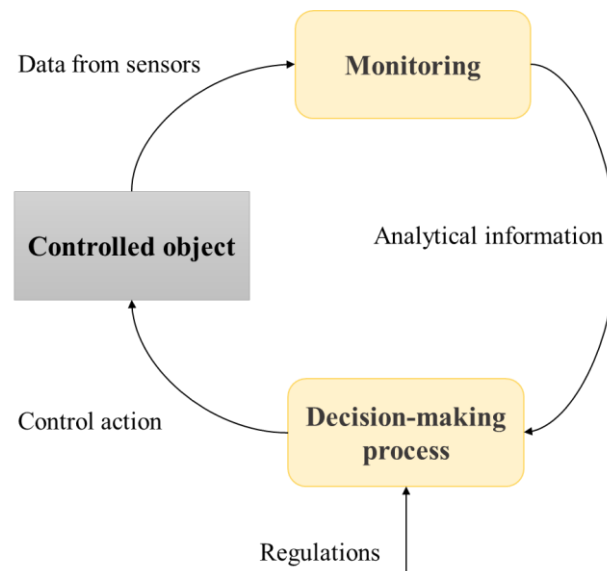 Data from sensors
Monitoring
Controlled object
Analytical information
Control action
Decision-making
process
Regulations